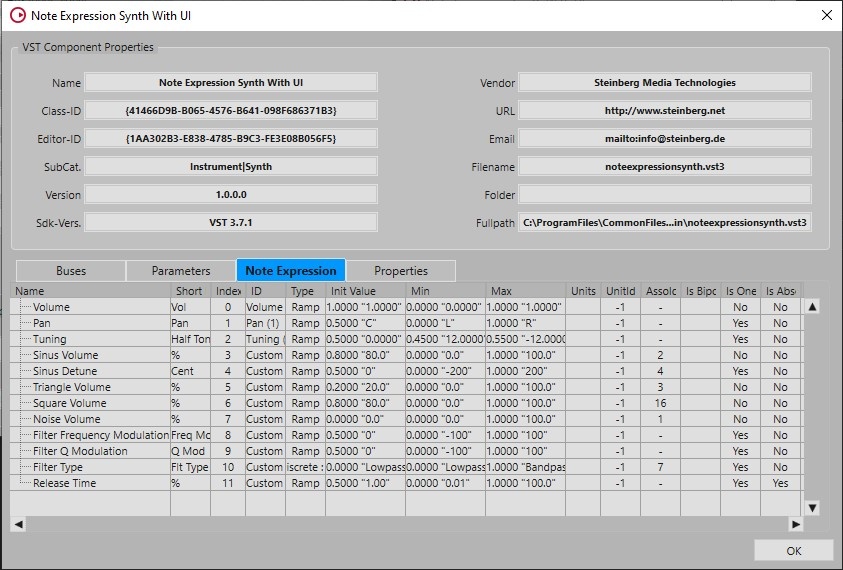 Note Expression Synth With UI
VST Component Properties
Name Note Expression Synth With UI Vendor Steinberg Media Technologies
Class-ID {41466D9B-B065-4576-B641-098F686371B3} URL http://www.steinberg.net
Editor-ID {1AA302B3-E838-4785-B9C3-FE3E08B056F5} Email mailto:info@steinberg.de
SubCat. Instrument|Synth Filename noteexpressionsynth.vst3
Version 1.0.0.0 Folder
Sdk-Vers. VST 3.7.1 Fullpath C:\ProgramFiles\CommonFiles...in\noteexpressionsynth.vst3
Buses Parameters Note Expression Properties
Name Short Index ID Type Init Value Min Max Units UnitId Assoic Is Bipo Is One Is Abso
Volume Vol 0 Volume Ramp 1.0000 "1.0000" 0.0000 "0.0000" 1.0000 "1.0000" -1 - No No
Pan Pan 1 Pan (1) Ramp 0.5000 "C" 0.0000 "L" 1.0000 "R" -1 - Yes No
Tuning Half Ton 2 Tuning ( Ramp 0.5000 "0.0000" 0.4500 "12.0000" 0.5500 "-12.0000 -1 - Yes No
Sinus Volume % 3 Custom Ramp 0.8000 "80.0" 0.0000 "0.0" 1.0000 "100.0" -1 2 No No
Sinus Detune Cent 4 Custom Ramp 0.5000 "0" 0.0000 "-200" 1.0000 "200" -1 4 Yes No
Triangle Volume % 5 Custom Ramp 0.2000 "20.0" 0.0000 "0.0" 1.0000 "100.0" -1 3 No No
Square Volume % 6 Custom Ramp 0.8000 "80.0" 0.0000 "0.0" 1.0000 "100.0" -1 16 No No
Noise Volume % 7 Custom Ramp 0.0000 "0.0" 0.0000 "0.0" 1.0000 "100.0" -1 1 No No
Filter Frequency Modulation Freq Mo 8 Custom Ramp 0.5000 "0" 0.0000 "-100" 1.0000 "100" -1 - Yes No
Filter Q Modulation Q Mod 9 Custom Ramp 0.5000 "0" 0.0000 "-100" 1.0000 "100" -1 - Yes No
Filter Type Flt Type 10 Custom iscrete : 0.0000 "Lowpass 0.0000 "Lowpass 1.0000 "Bandpas -1 7 Yes No
Release Time % 11 Custom Ramp 0.5000 "1.00" 0.0000 "0.01" 1.0000 "100.0" -1 - Yes Yes
OK